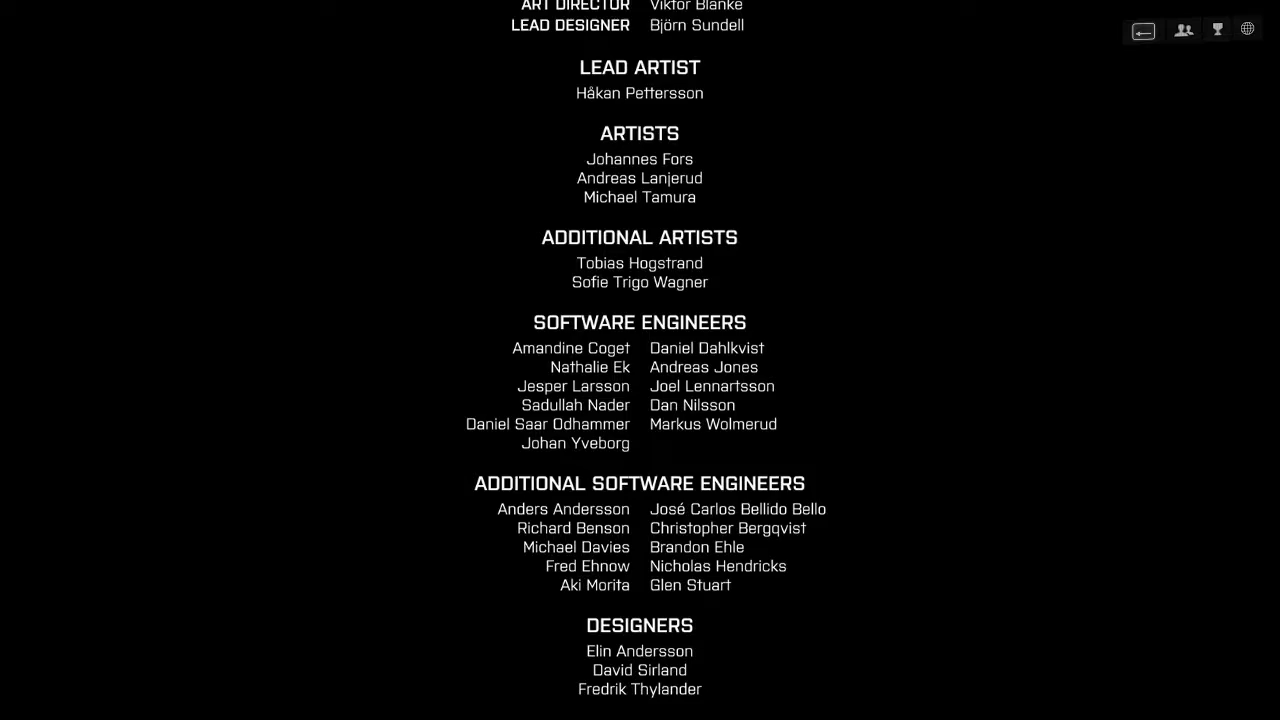 ART DIRECTOR Viktor Blanke
LEAD DESIGNER Björn Sundell
LEAD ARTIST
Håkan Pettersson
ARTISTS
Johannes Fors
Andreas Lanjerud
Michael Tamura
ADDITIONAL ARTISTS
Tobias Hogstrand
Sofie Trigo Wagner
SOFTWARE ENGINEERS
Amandine Coget Daniel Dahlkvist
Nathalie Ek Andreas Jones
Jesper Larsson Joel Lennartsson
Sadullah Nader Dan Nilsson
Daniel Saar Odhammer Markus Wolmerud
Johan Yveborg
ADDITIONAL SOFTWARE ENGINEERS
Anders Andersson José Carlos Bellido Bello
Richard Benson Christopher Bergqvist
Michael Davies Brandon Ehle
Fred Ehnow Nicholas Hendricks
Aki Morita Glen Stuart
DESIGNERS
Elin Andersson
David Sirland
Fredrik Thylander